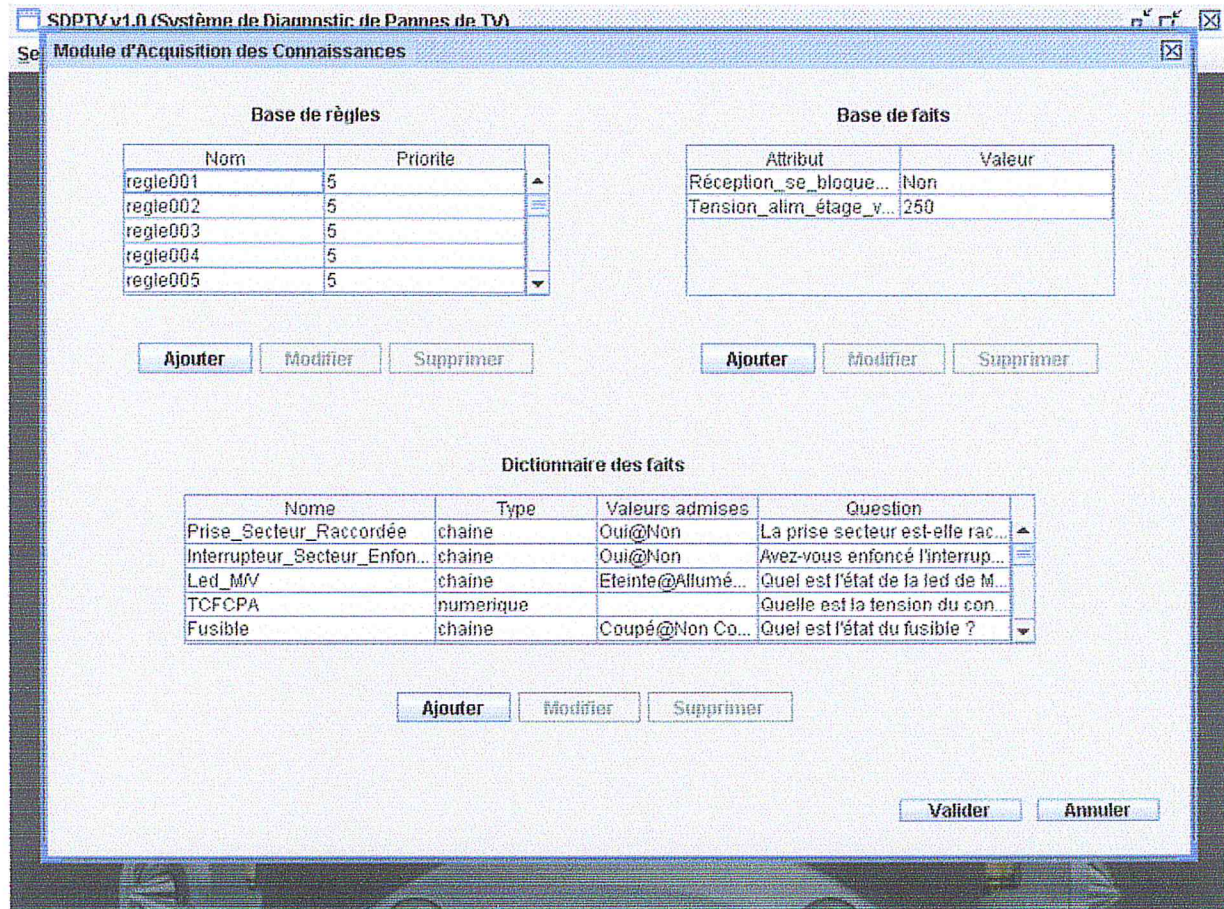 SDPTV v1.0 (Système de Diagnostic de Pannes de TV)
Se
Module d'Acquisition des Connaissances
Base de règles
Nom Priorite
regle001 5
regle002 5
regle003 5
regle004 5
regle005 5
Ajouter Modifier Supprimer
Base de faits
Attribut Valeur
Réception_se_bloque... Non
Tension_alim_étage_v... 250
Ajouter Modifier Supprimer
Dictionnaire des faits
Nome Type Valeurs admises Question
Prise_Secteur_Raccordée chaine Oui@Non La prise secteur est-elle rac...
Interrupteur_Secteur_Enfon... chaine Oui@Non Avez-vous enfoncé l'interrup...
Led_M/V chaine Eteinte@Allumé... Quel est l'état de la led de M...
TCFCPA numerique Quelle est la tension du con...
Fusible chaine Coupé@Non Co... Quel est l'état du fusible ?
Ajouter Modifier Supprimer
Valider Annuler